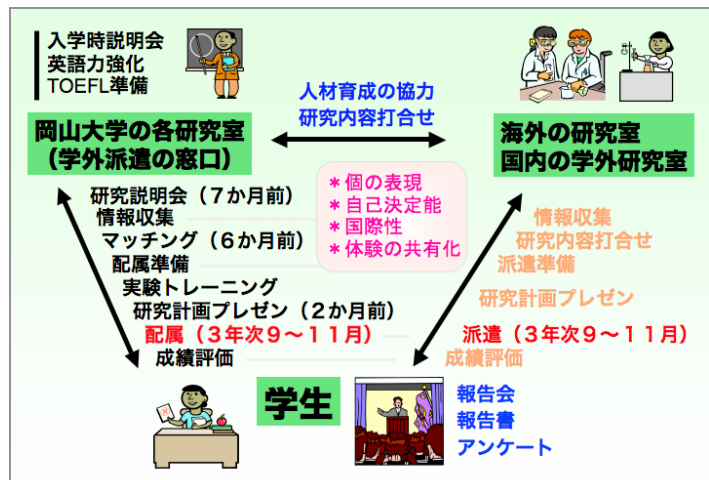 入学時説明会
英語力強化
TOEFL準備
人材育成の協力
研究内容打合せ
岡山大学の各研究室
（学外派遣の窓口）
海外の研究室
国内の学外研究室
＊個の表現
＊自己決定能
＊国際性
＊体験の共有化
研究説明会（７か月前）
情報収集
マッチング（６か月前）
配属準備
実験トレーニング
研究計画プレゼン（２か月前）
配属（３年次９～１１月）
成績評価
情報収集
研究内容打合せ
派遣準備
研究計画プレゼン
派遣（３年次９～１１月）
成績評価
学生
報告会
報告書
アンケート